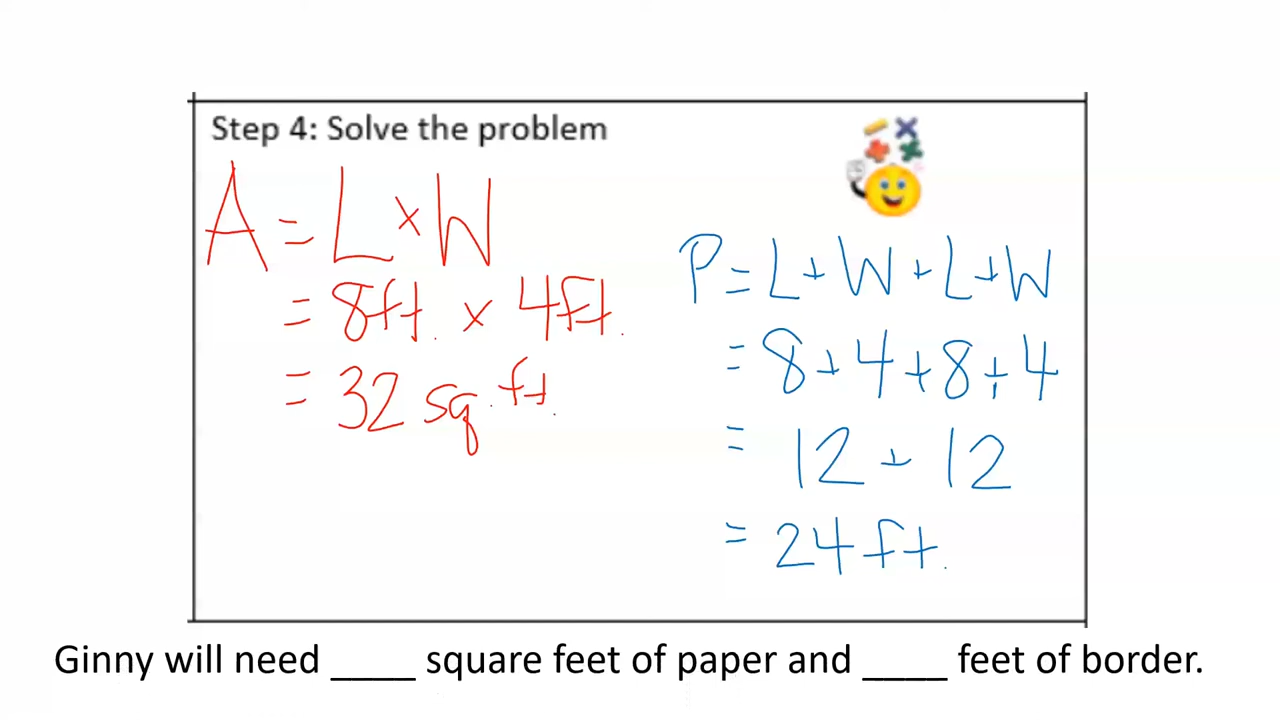 Step 4: Solve the problem
A = L × W
= 8ft. × 4ft.
= 32 sq. ft.
P = L + W + L + W
= 8 + 4 + 8 + 4
= 12 + 12
= 24 ft.
Ginny will need ____ square feet of paper and ____ feet of border.